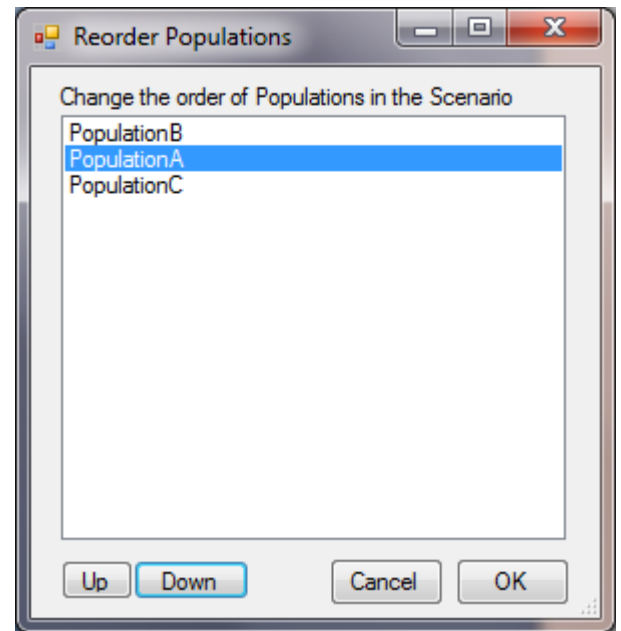 Reorder Populations
Change the order of Populations in the Scenario
PopulationB
PopulationA
PopulationC
Up Down Cancel OK